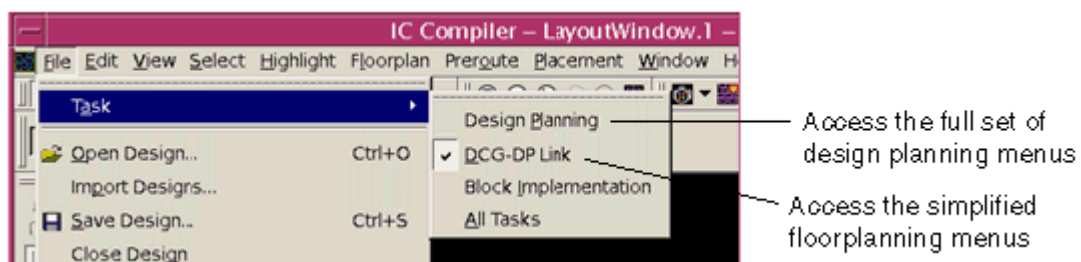 IC Compiler – LayoutWindow.1 –
File Edit View Select Highlight Floorplan Preroute Placement Window H
Task
Design Planning
Access the full set of
design planning menus
Open Design... Ctrl+O
DCG-DP Link
Import Designs...
Block Implementation
Access the simplified
floorplanning menus
Save Design... Ctrl+S
All Tasks
Close Design